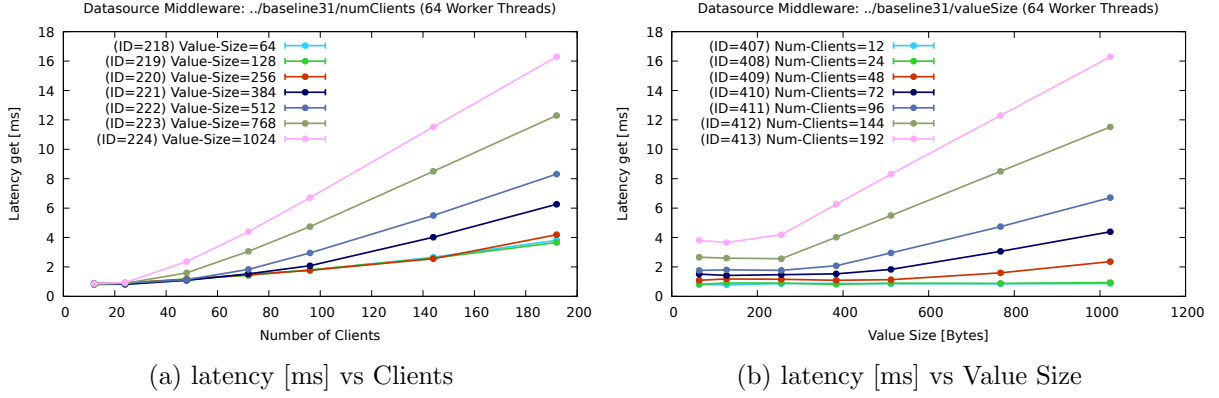 Datasource Middleware: ../baseline31/numClients (64 Worker Threads)
18
16
14
12
10
8
6
4
2
0
Latency get [ms]
(ID=218) Value-Size=64
(ID=219) Value-Size=128
(ID=220) Value-Size=256
(ID=221) Value-Size=384
(ID=222) Value-Size=512
(ID=223) Value-Size=768
(ID=224) Value-Size=1024
0 20 40 60 80 100 120 140 160 180 200
Number of Clients
(a) latency [ms] vs Clients
Datasource Middleware: ../baseline31/valueSize (64 Worker Threads)
18
16
14
12
10
8
6
4
2
0
Latency get [ms]
(ID=407) Num-Clients=12
(ID=408) Num-Clients=24
(ID=409) Num-Clients=48
(ID=410) Num-Clients=72
(ID=411) Num-Clients=96
(ID=412) Num-Clients=144
(ID=413) Num-Clients=192
0 200 400 600 800 1000 1200
Value Size [Bytes]
(b) latency [ms] vs Value Size